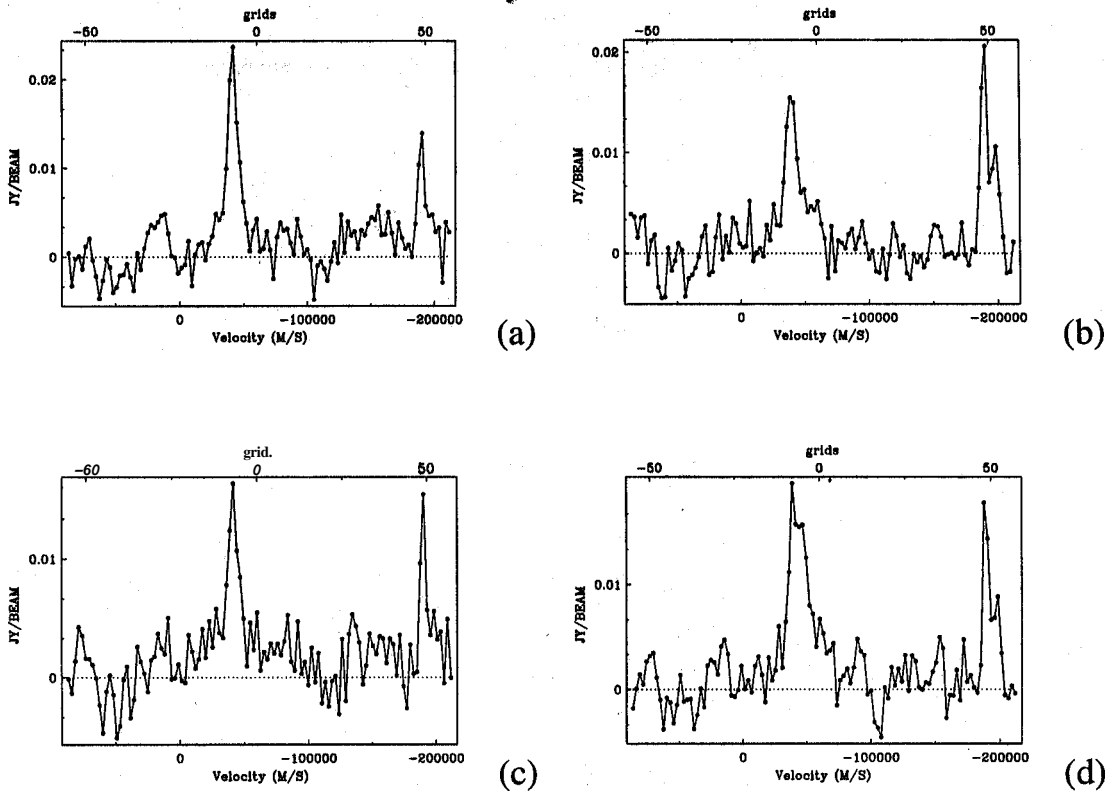 grids
-50 0 50
0.02
0.01
0
JY/BEAM
0 -100000 -200000
Velocity (M/S)
(a)
grids
-50 0 50
0.02
0.01
0
JY/BEAM
0 -100000 -200000
Velocity (M/S)
(b)
grid.
-60 0 50
0.01
0
JY/BEAM
0 -100000 -200000
Velocity (M/S)
(c)
grids
-50 0 50
0.01
0
JY/BEAM
0 -100000 -200000
Velocity (M/S)
(d)